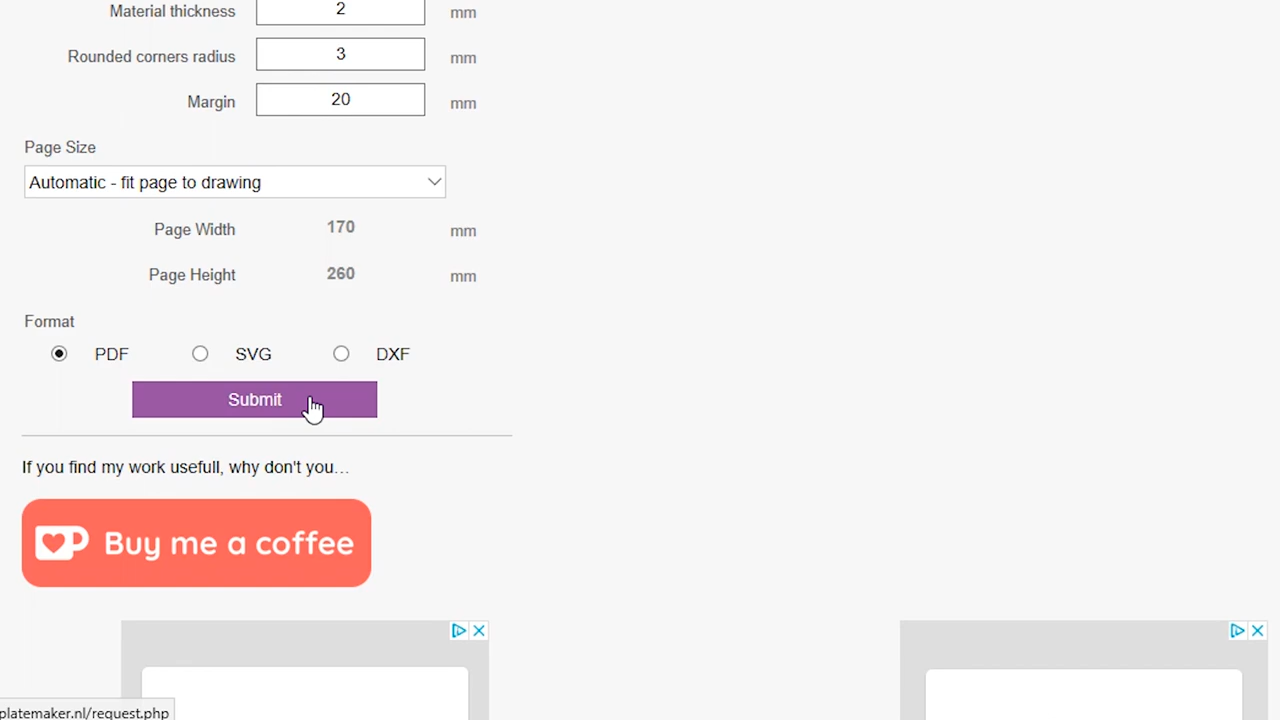 Material thickness 2 mm
Rounded corners radius 3 mm
Margin 20 mm
Page Size
Automatic - fit page to drawing
Page Width 170 mm
Page Height 260 mm
Format
PDF SVG DXF
Submit
If you find my work usefull, why don't you...
Buy me a coffee
platemaker.nl/request.php